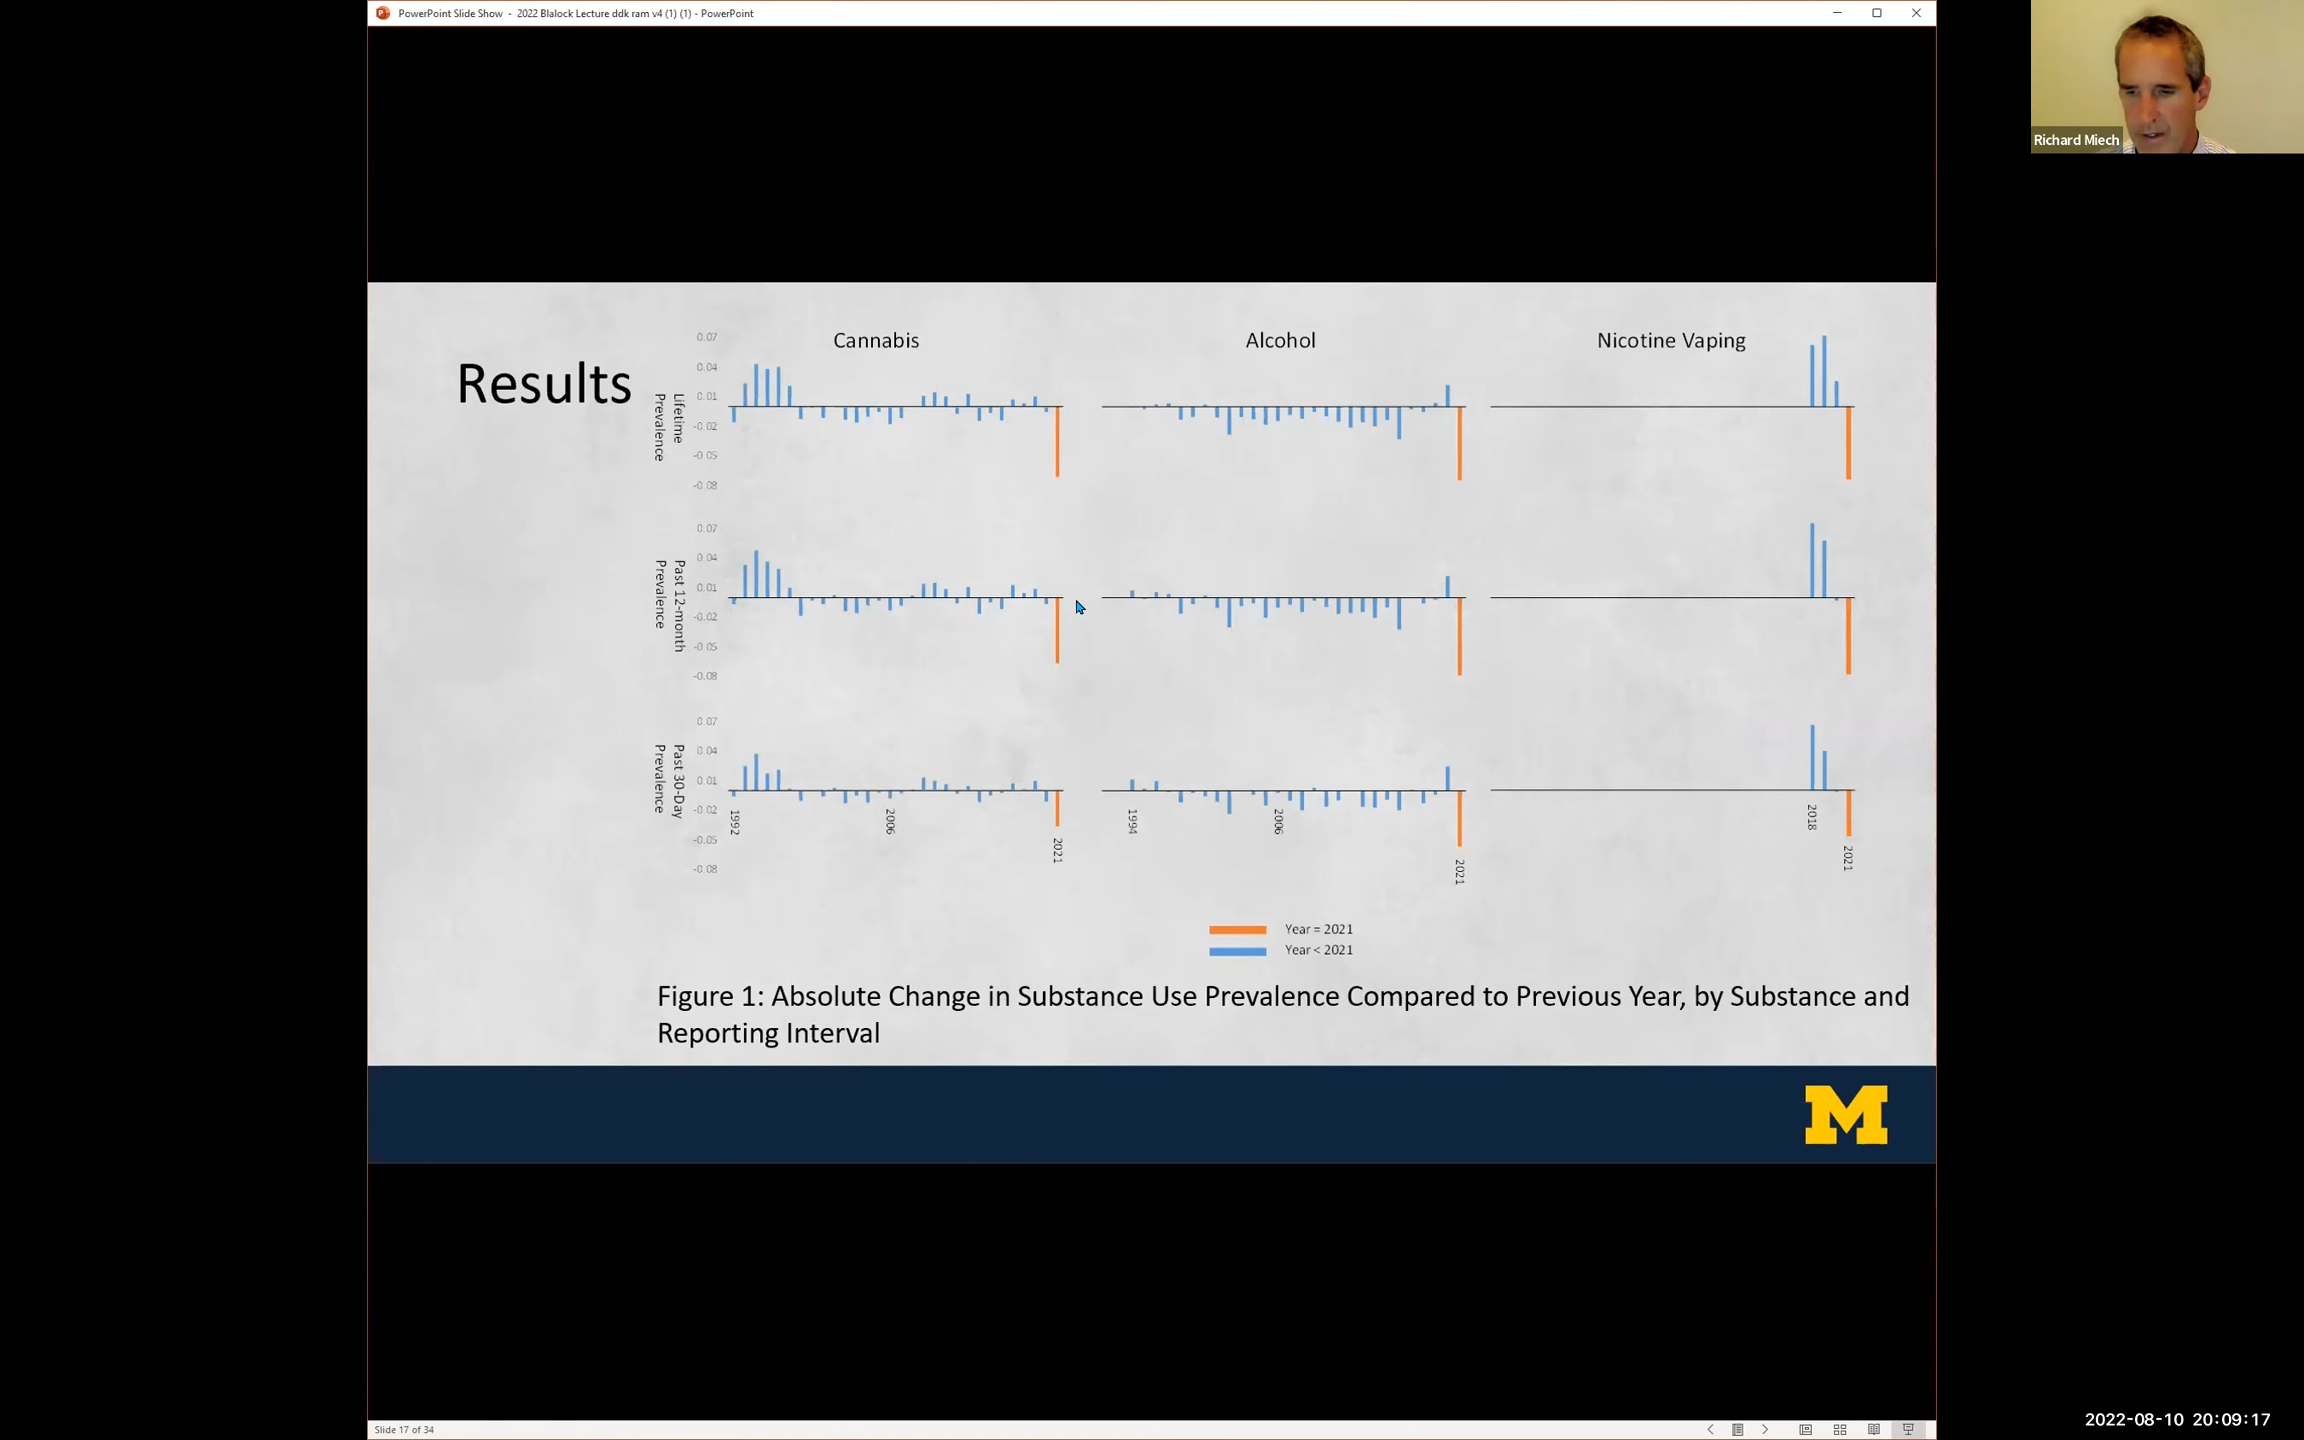 PowerPoint Slide Show - 2022 Blalock Lecture ddk ram v4 (1) (1) - PowerPoint
Richard Miech
Results
Cannabis
Alcohol
Nicotine Vaping
Lifetime
Prevalence
0.07
0.04
0.01
-0.02
-0.05
-0.08
Past 12-month
Prevalence
0.07
0.04
0.01
-0.02
-0.05
-0.08
Past 30-Day
Prevalence
0.07
0.04
0.01
-0.02
-0.05
-0.08
1992
2006
2021
1994
2006
2021
2018
2021
Year = 2021
Year < 2021
Figure 1: Absolute Change in Substance Use Prevalence Compared to Previous Year, by Substance and
Reporting Interval
M
Slide 17 of 34
2022-08-10 20:09:17